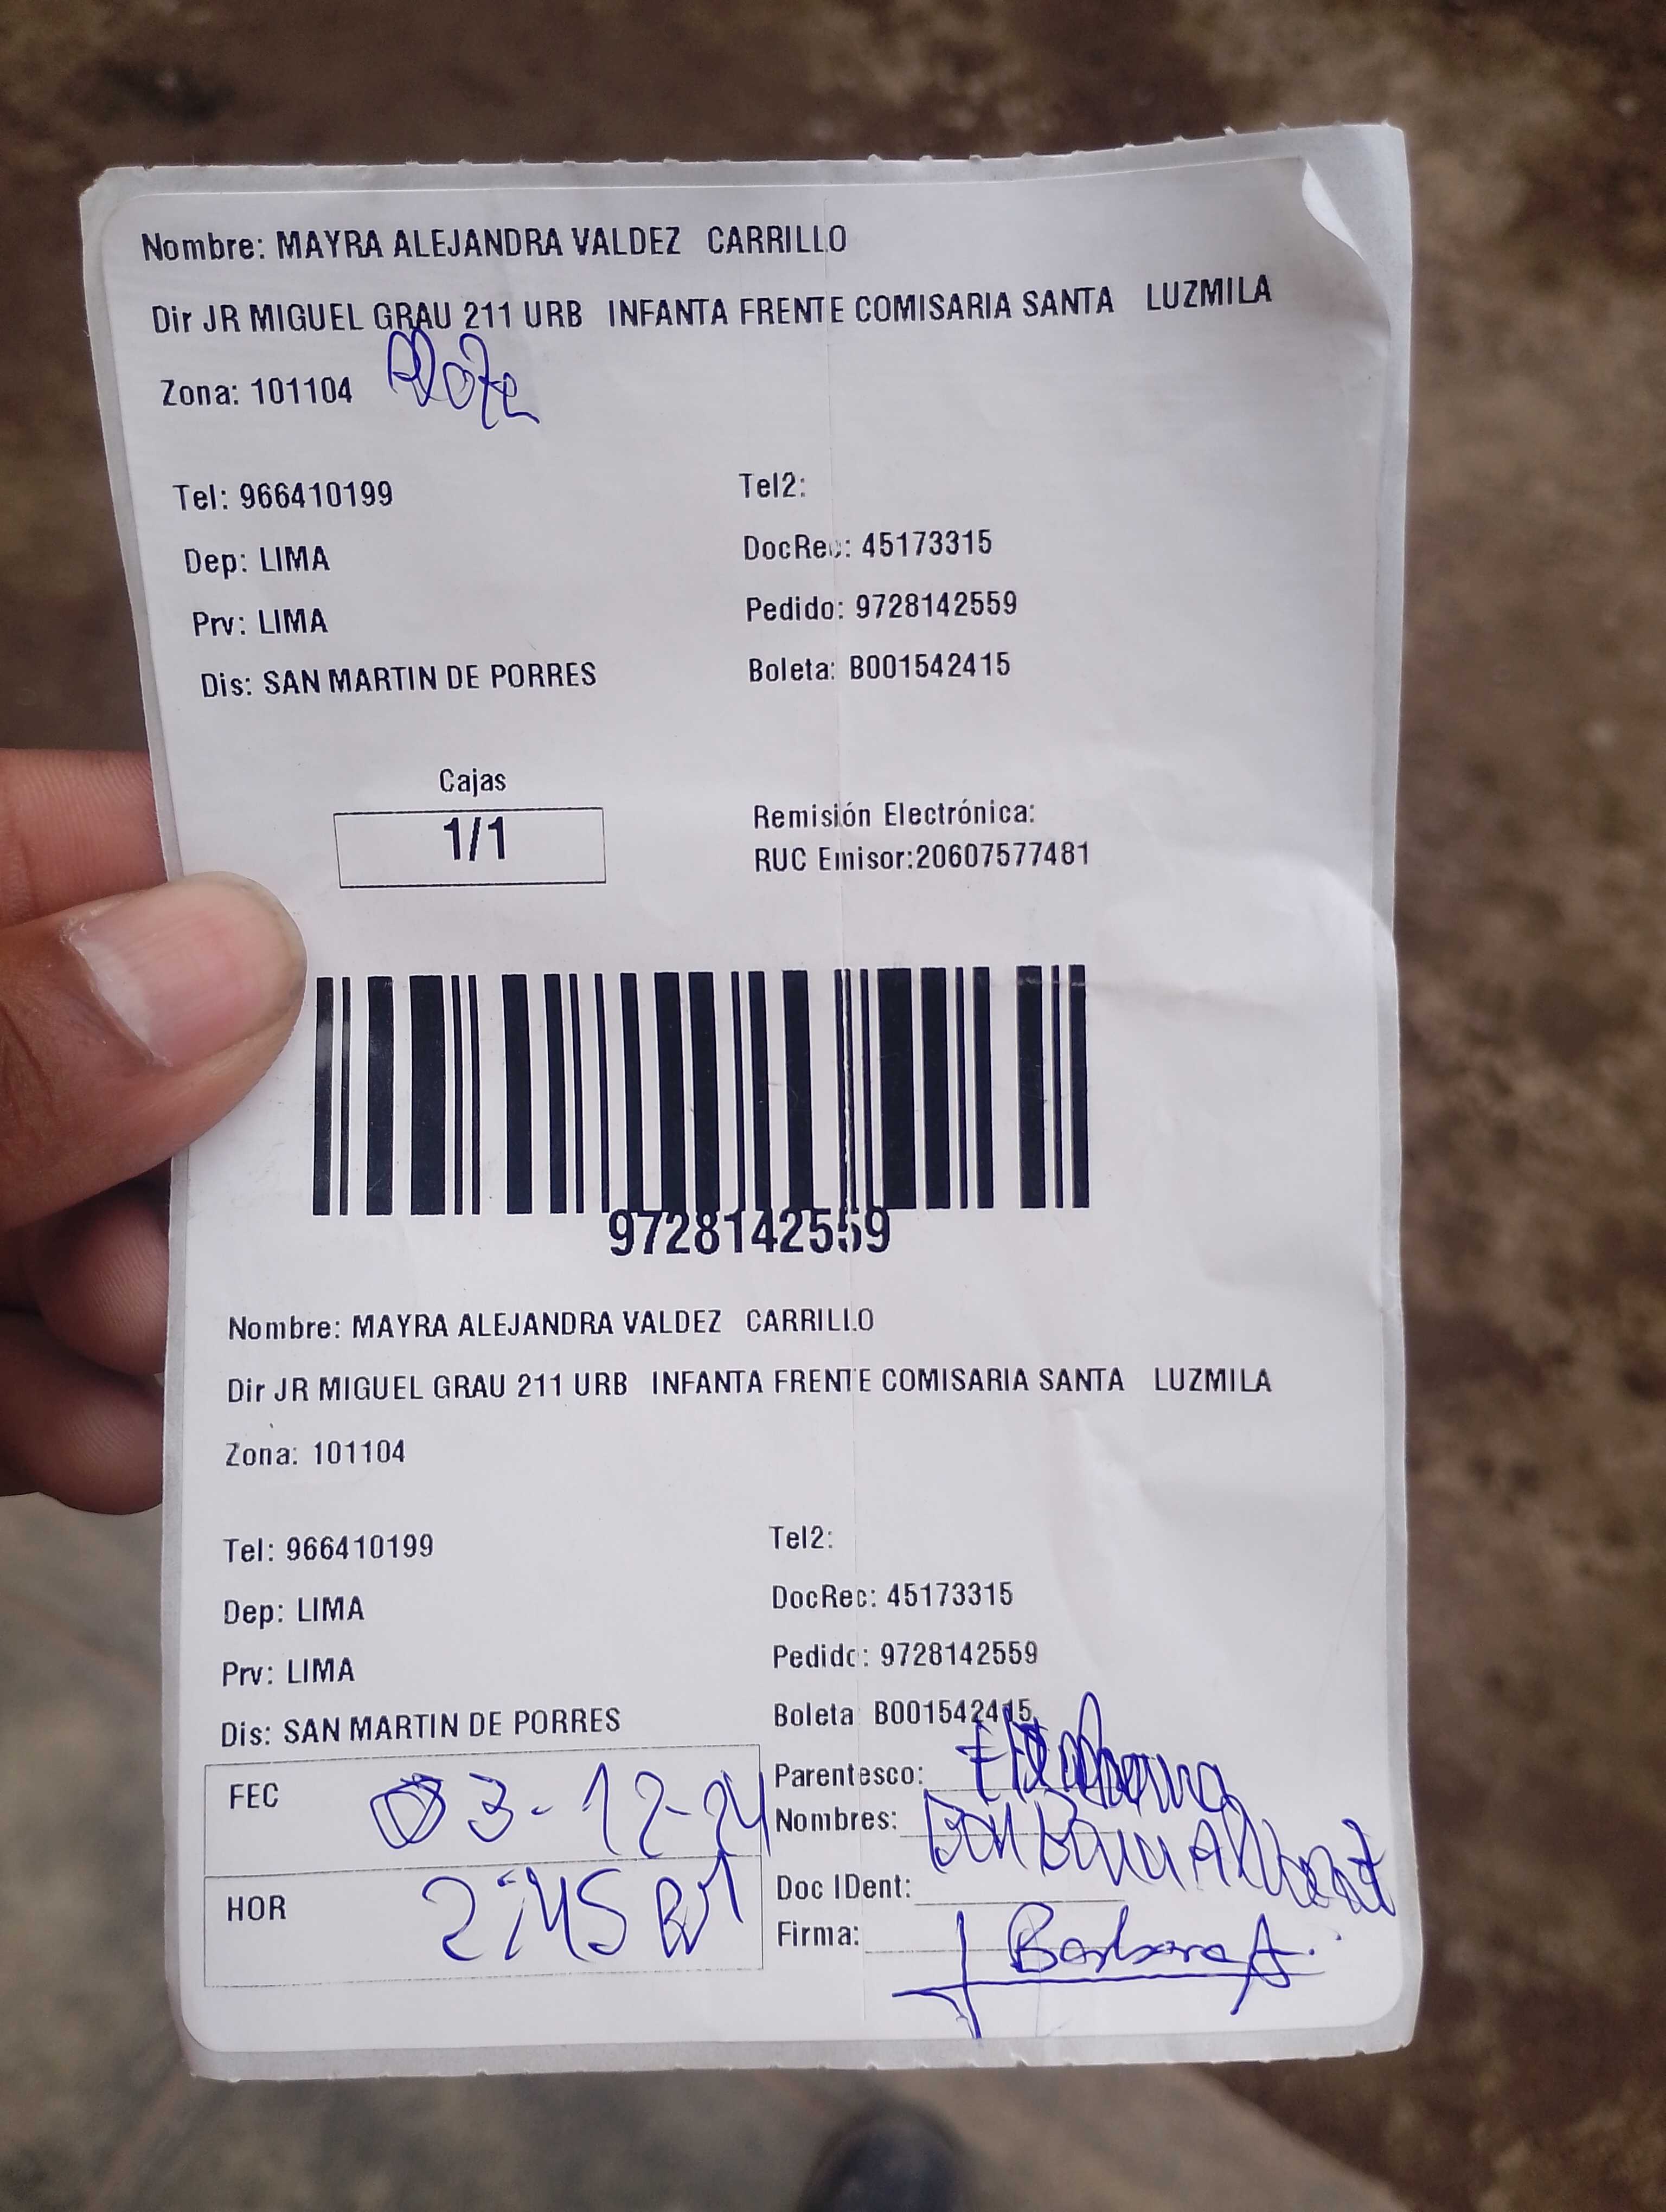 Nombre: MAYRA ALEJANDRA VALDEZ CARRILLO
Dir JR MIGUEL GRAU 211 URB INFANTA FRENTE COMISARIA SANTA LUZMILA
Zona: 101104
Tel: 966410199
Tel2:
Dep: LIMA
DocRec: 45173315
Prv: LIMA
Pedido: 9728142559
Dis: SAN MARTIN DE PORRES
Boleta: B001542415
Cajas
1/1
Remisión Electrónica:
RUC Emisor:20607577481
9728142559
Nombre: MAYRA ALEJANDRA VALDEZ CARRILLO
Dir JR MIGUEL GRAU 211 URB INFANTA FRENTE COMISARIA SANTA LUZMILA
Zona: 101104
Tel: 966410199
Tel2:
Dep: LIMA
DocRec: 45173315
Prv: LIMA
Pedido: 9728142559
Dis: SAN MARTIN DE PORRES
Boleta B001542415
FEC 03-12-24
HOR 2:45
Parentesco:
Nombres:
Doc IDent:
Firma: Barbara A.